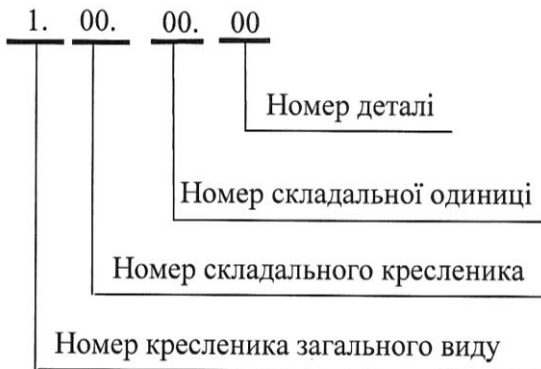 1. 00. 00. 00
Номер деталі
Номер складальної одиниці
Номер складального кресленика
Номер кресленика загального виду